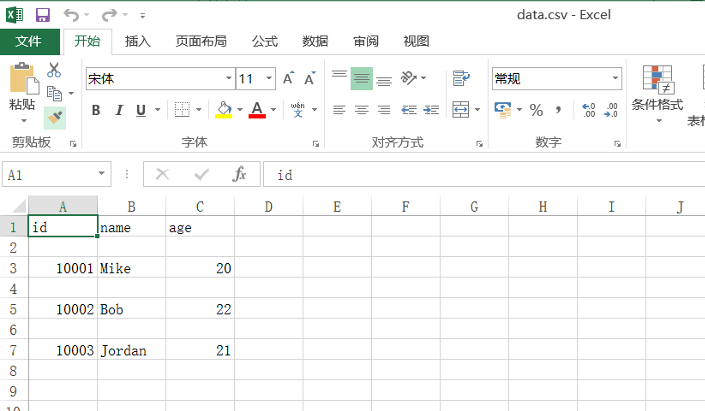 data.csv - Excel
文件 开始 插入 页面布局 公式 数据 审阅 视图
宋体 11 A A 常规
粘贴 B I U A wén 文 % , .00 .0 条件格式
表格
剪贴板 字体 对齐方式 数字
A1 fx id
A B C D E F G H I J
1 id name age
2
3 10001 Mike 20
4
5 10002 Bob 22
6
7 10003 Jordan 21
8
9
10